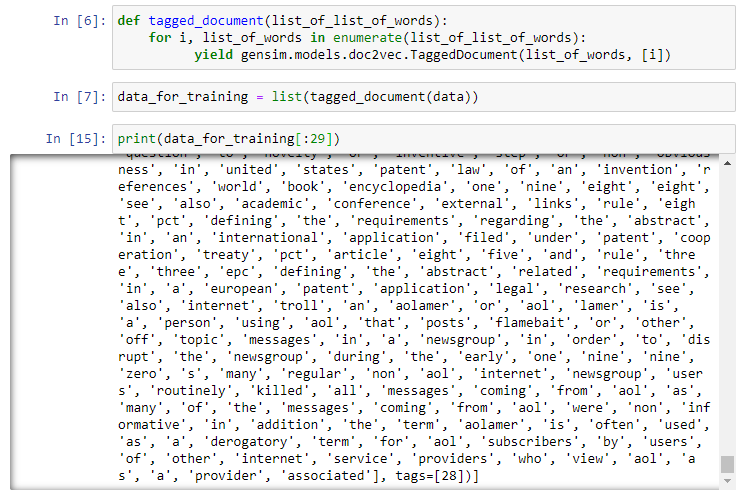 In [6]: def tagged_document(list_of_list_of_words):
for i, list_of_words in enumerate(list_of_list_of_words):
yield gensim.models.doc2vec.TaggedDocument(list_of_words, [i])
In [7]: data_for_training = list(tagged_document(data))
In [15]: print(data_for_training[:29])
question', 'to', 'novelty', 'or', 'inventive', 'step', 'or', 'non', 'obvious
ness', 'in', 'united', 'states', 'patent', 'law', 'of', 'an', 'invention', 'r
eferences', 'world', 'book', 'encyclopedia', 'one', 'nine', 'eight', 'eight',
'see', 'also', 'academic', 'conference', 'external', 'links', 'rule', 'eigh
t', 'pct', 'defining', 'the', 'requirements', 'regarding', 'the', 'abstract',
'in', 'an', 'international', 'application', 'filed', 'under', 'patent', 'coop
eration', 'treaty', 'pct', 'article', 'eight', 'five', 'and', 'rule', 'thre
e', 'three', 'epc', 'defining', 'the', 'abstract', 'related', 'requirements',
'in', 'a', 'european', 'patent', 'application', 'legal', 'research', 'see',
'also', 'internet', 'troll', 'an', 'aolamer', 'or', 'aol', 'lamer', 'is',
'a', 'person', 'using', 'aol', 'that', 'posts', 'flamebait', 'or', 'other',
'off', 'topic', 'messages', 'in', 'a', 'newsgroup', 'in', 'order', 'to', 'dis
rupt', 'the', 'newsgroup', 'during', 'the', 'early', 'one', 'nine', 'nine',
'zero', 's', 'many', 'regular', 'non', 'aol', 'internet', 'newsgroup', 'user
s', 'routinely', 'killed', 'all', 'messages', 'coming', 'from', 'aol', 'as',
'many', 'of', 'the', 'messages', 'coming', 'from', 'aol', 'were', 'non', 'inf
ormative', 'in', 'addition', 'the', 'term', 'aolamer', 'is', 'often', 'used',
'as', 'a', 'derogatory', 'term', 'for', 'aol', 'subscribers', 'by', 'users',
'of', 'other', 'internet', 'service', 'providers', 'who', 'view', 'aol', 'a
s', 'a', 'provider', 'associated'], tags=[28])]